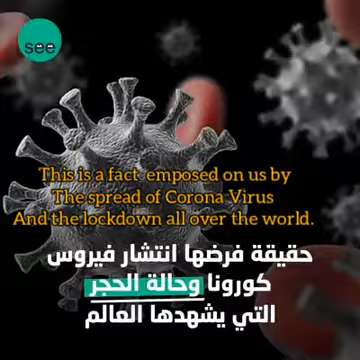 see
This is a fact emposed on us by
The spread of Corona Virus
And the lockdown all over the world.
حقيقة فرضها انتشار فيروس
كورونا وحالة الحجر
التي يشهدها العالم